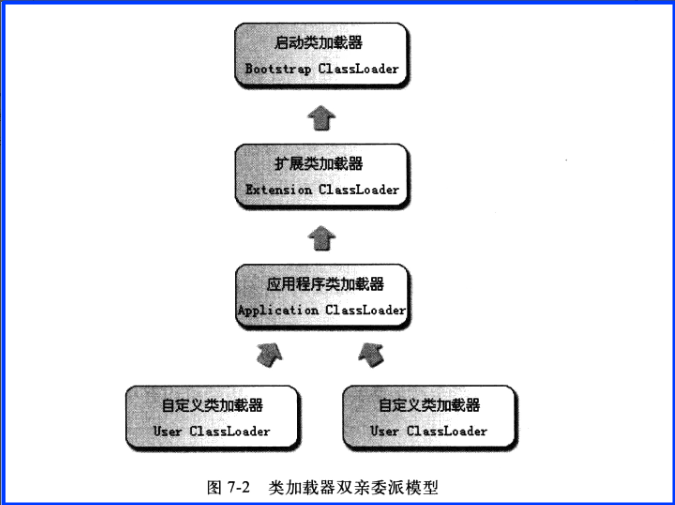 启动类加载器
Bootstrap ClassLoader
扩展类加载器
Extension ClassLoader
应用程序类加载器
Application ClassLoader
自定义类加载器
User ClassLoader
自定义类加载器
User ClassLoader
图 7-2 类加载器双亲委派模型